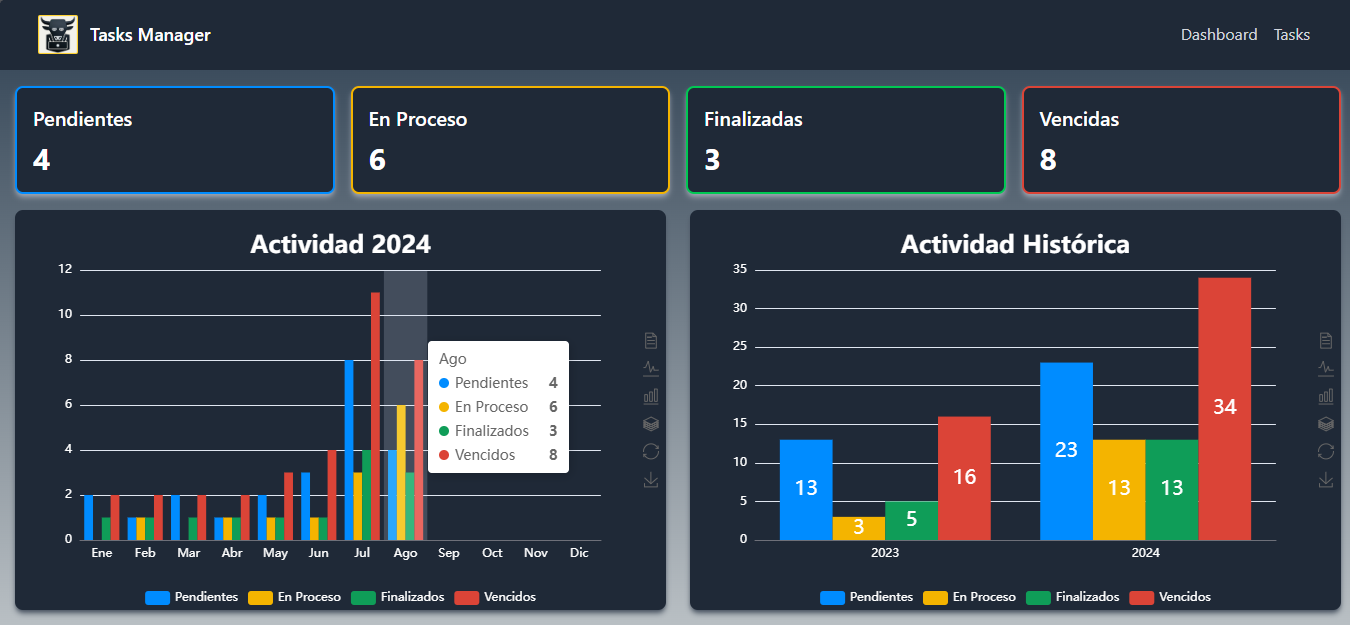 Tasks Manager
Dashboard Tasks
Pendientes
4
En Proceso
6
Finalizadas
3
Vencidas
8
Actividad 2024
12
10
8
6
4
2
0
Ene Feb Mar Abr May Jun Jul Ago Sep Oct Nov Dic
Ago
Pendientes 4
En Proceso 6
Finalizados 3
Vencidos 8
Pendientes En Proceso Finalizados Vencidos
Actividad Histórica
35
30
25
20
15
10
5
0
13 3 5 16 23 13 13 34
2023 2024
Pendientes En Proceso Finalizados Vencidos